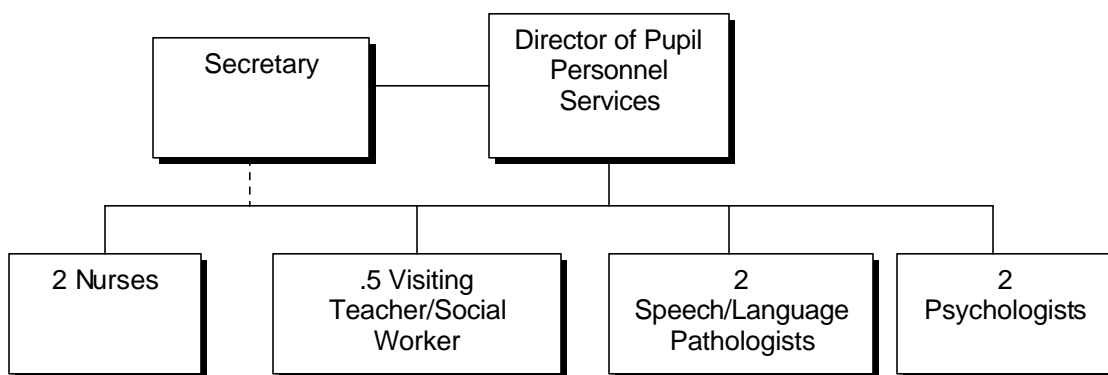 Secretary
Director of Pupil
Personnel
Services
2 Nurses
.5 Visiting
Teacher/Social
Worker
2
Speech/Language
Pathologists
2
Psychologists